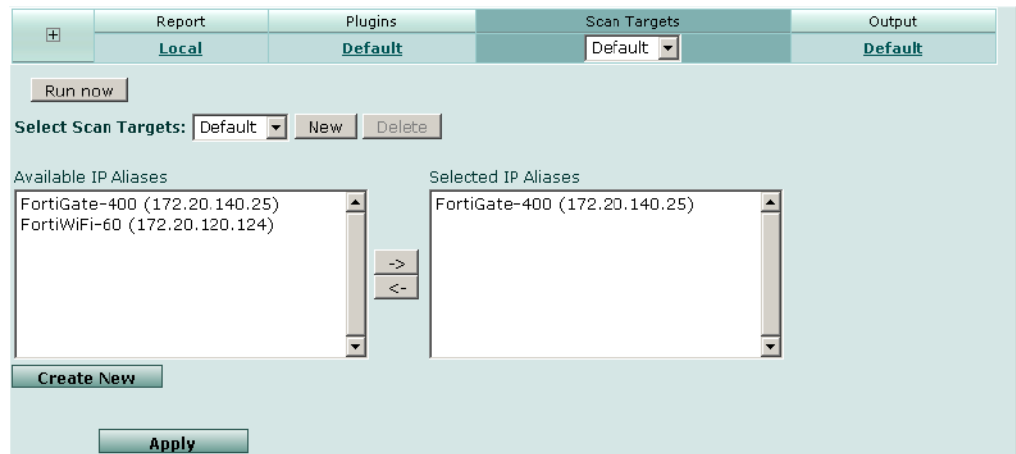 Report Plugins Scan Targets Output
Local Default Default Default
Run now
Select Scan Targets: Default New Delete
Available IP Aliases Selected IP Aliases
FortiGate-400 (172.20.140.25) FortiGate-400 (172.20.140.25)
FortiWiFi-60 (172.20.120.124)
->
<-
Create New
Apply